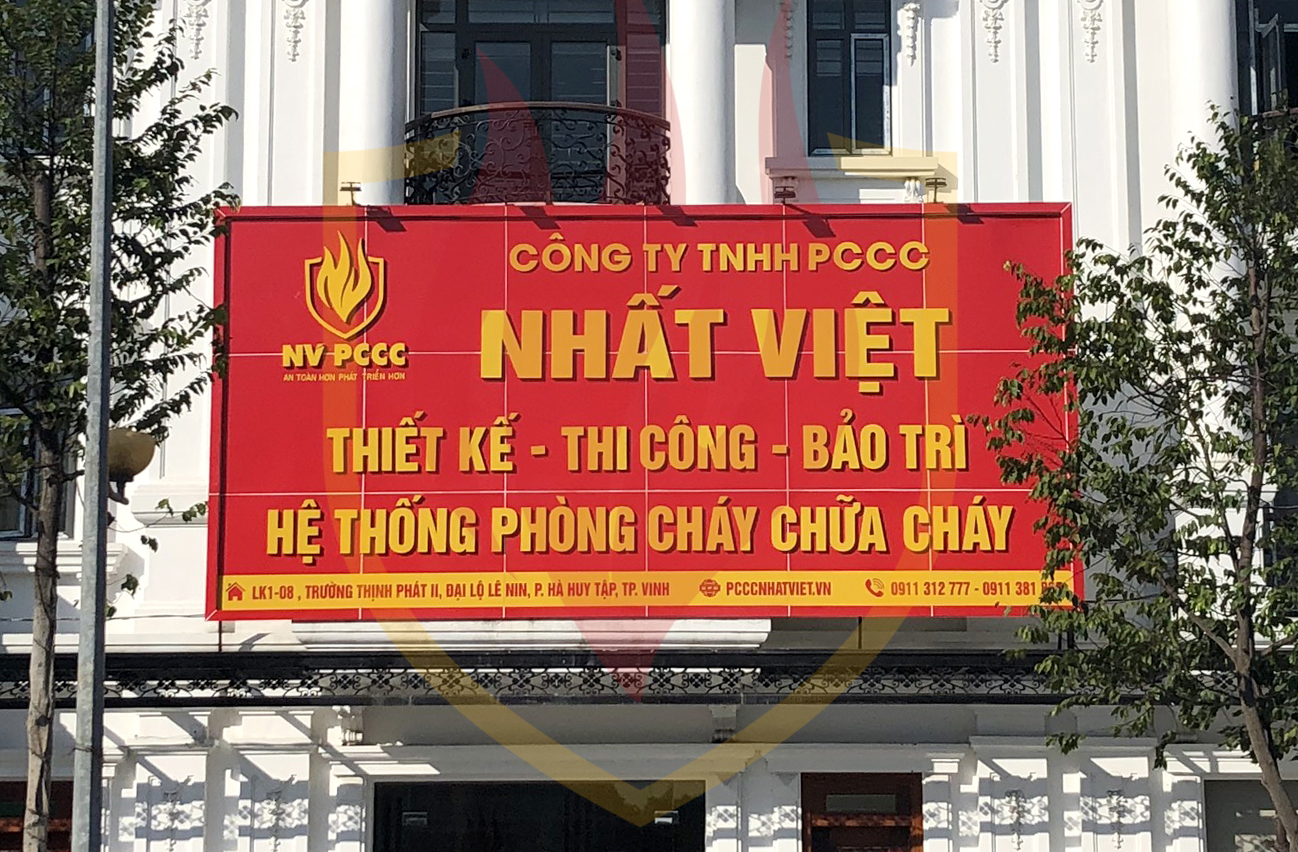 CÔNG TY TNHH PCCC
NHẤT VIỆT
NV PCCC
AN TOÀN HƠN PHÁT TRIỂN HƠN
THIẾT KẾ - THI CÔNG - BẢO TRÌ
HỆ THỐNG PHÒNG CHÁY CHỮA CHÁY
LK1-08 , TRƯỜNG THỊNH PHÁT II, ĐẠI LỘ LÊ NIN, P. HÀ HUY TẬP, TP. VINH PCCCNHATVIET.VN 0911 312 777 - 0911 381